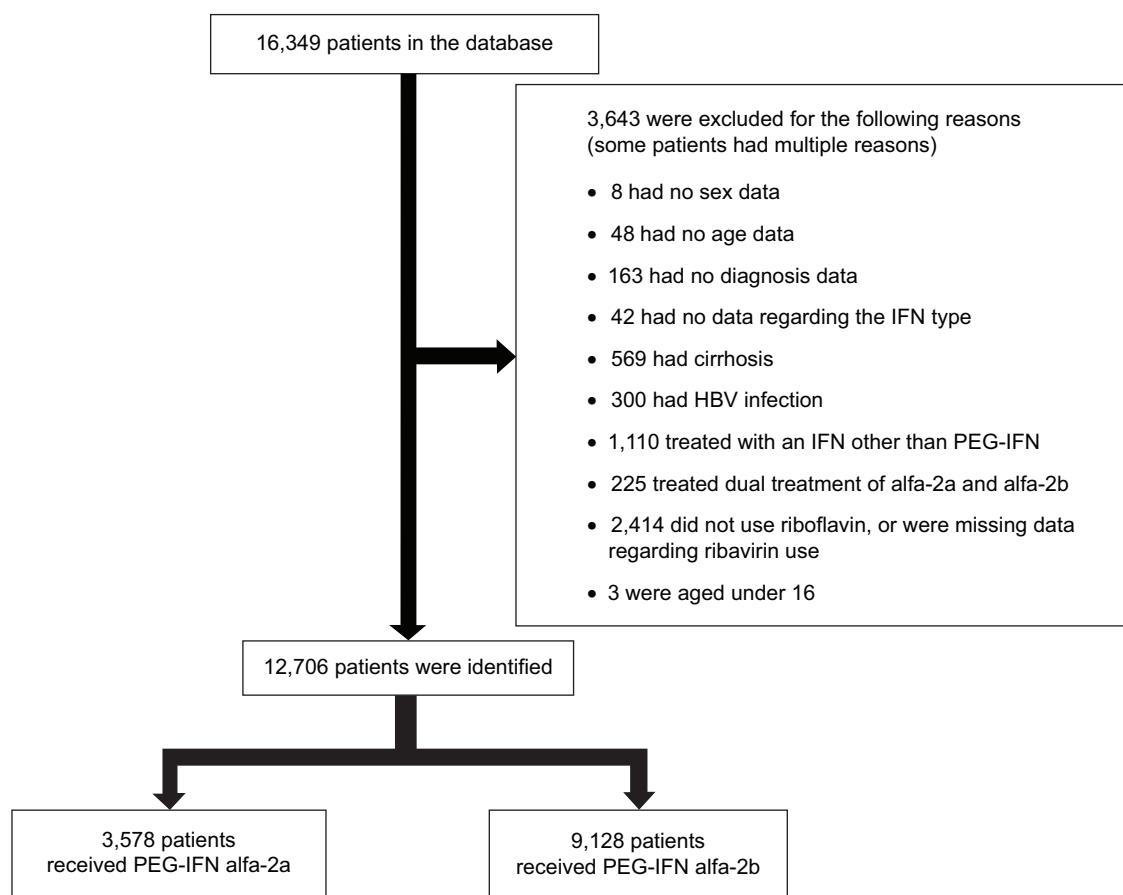 16,349 patients in the database
3,643 were excluded for the following reasons
(some patients had multiple reasons)
• 8 had no sex data
• 48 had no age data
• 163 had no diagnosis data
• 42 had no data regarding the IFN type
• 569 had cirrhosis
• 300 had HBV infection
• 1,110 treated with an IFN other than PEG-IFN
• 225 treated dual treatment of alfa-2a and alfa-2b
• 2,414 did not use riboflavin, or were missing data
regarding ribavirin use
• 3 were aged under 16
12,706 patients were identified
3,578 patients
received PEG-IFN alfa-2a
9,128 patients
received PEG-IFN alfa-2b